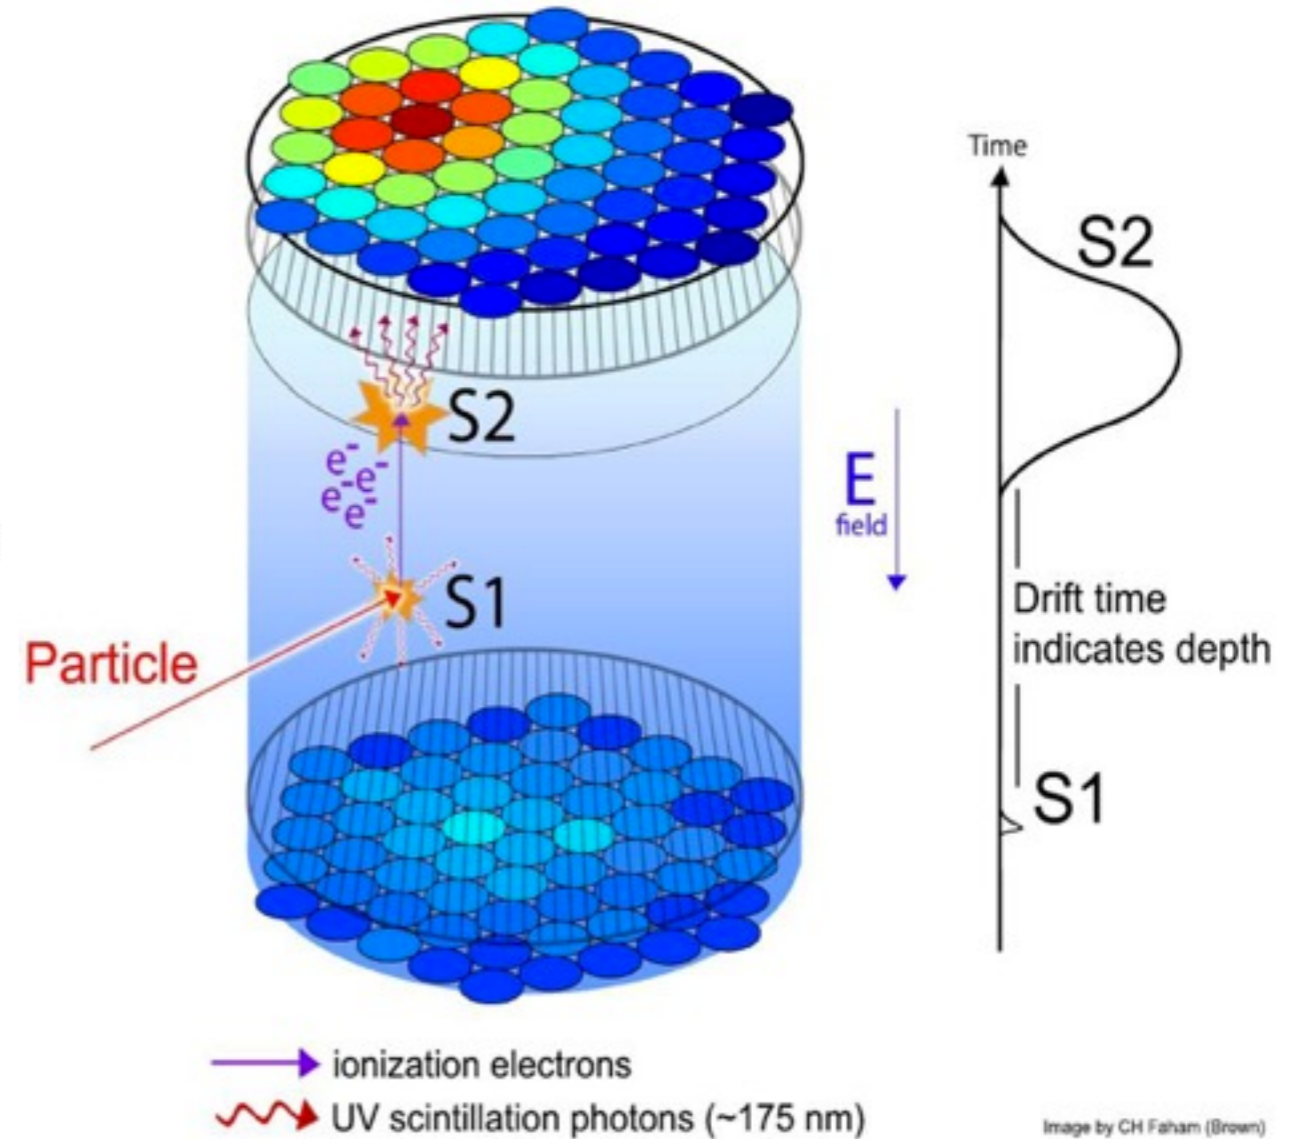 Time
S2
S2
e-
e-
e-
e-
E
field
S1
Drift time
indicates depth
Particle
S1
ionization electrons
UV scintillation photons (~175 nm)
Image by CH Faham (Brown)